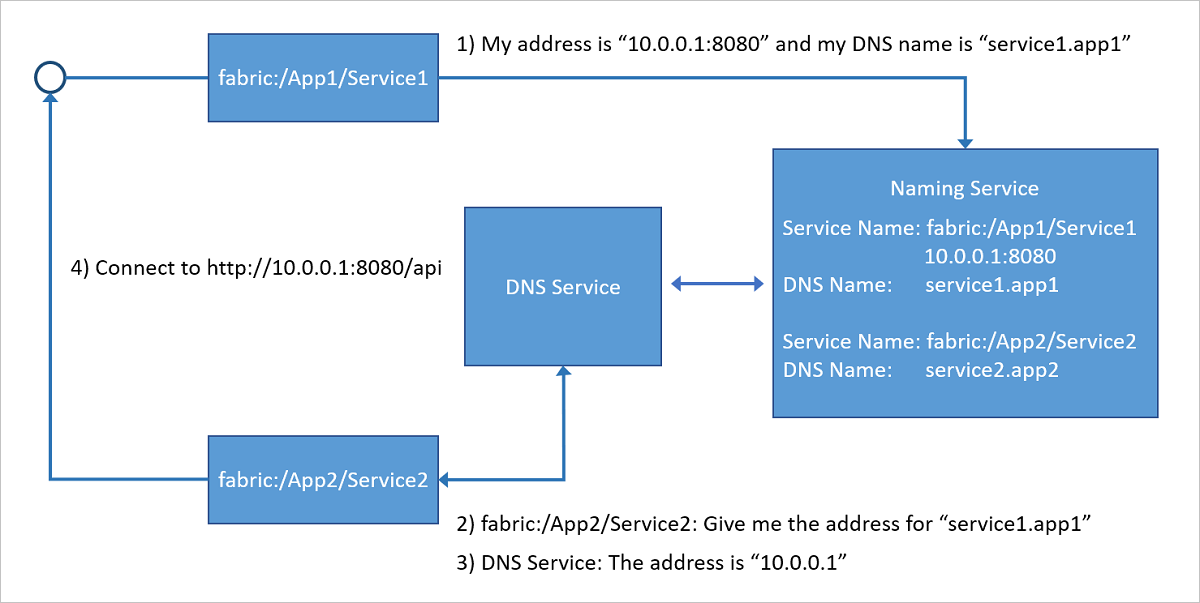 1) My address is “10.0.0.1:8080” and my DNS name is “service1.app1”
fabric:/App1/Service1
Naming Service
Service Name: fabric:/App1/Service1
10.0.0.1:8080
DNS Name: service1.app1
Service Name: fabric:/App2/Service2
DNS Name: service2.app2
4) Connect to http://10.0.0.1:8080/api
DNS Service
fabric:/App2/Service2
2) fabric:/App2/Service2: Give me the address for “service1.app1”
3) DNS Service: The address is “10.0.0.1”